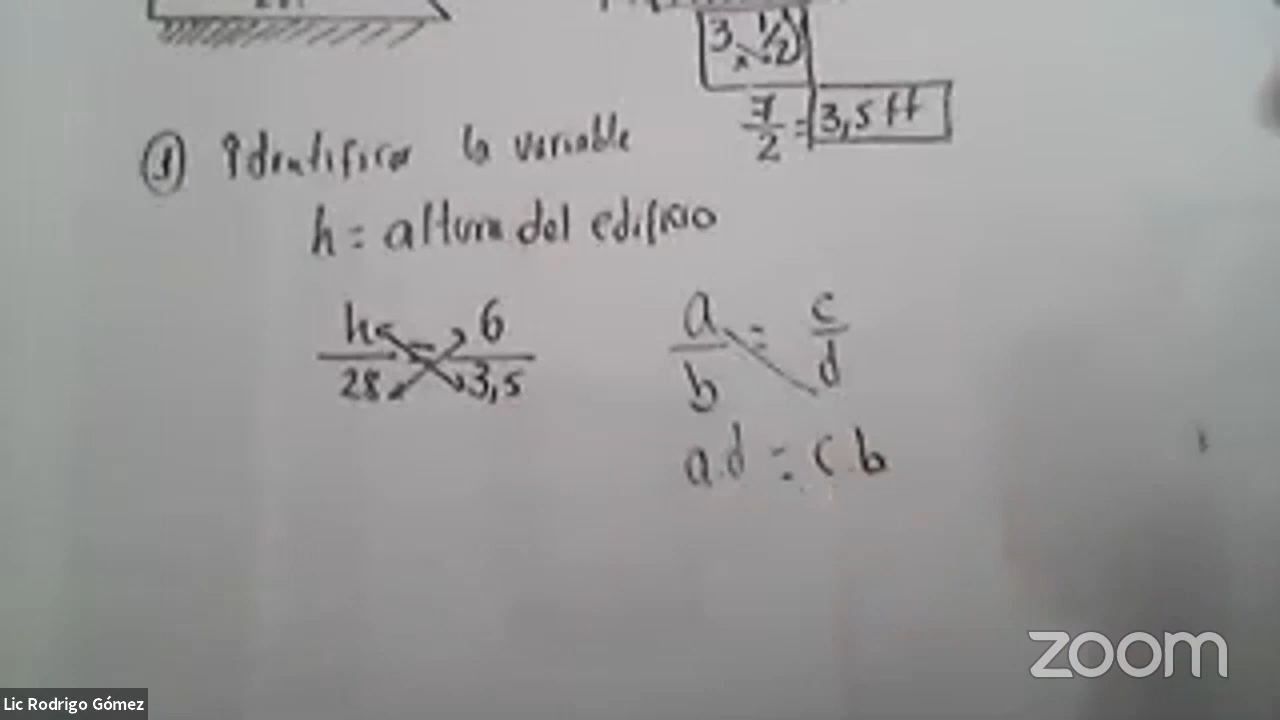 3 1/2
7/2 = 3,5 ft
① Identificar la variable
h = altura del edificio
h/28 = 6/3,5
a/b = c/d
a.d = c.b
zoom
Lic Rodrigo Gómez